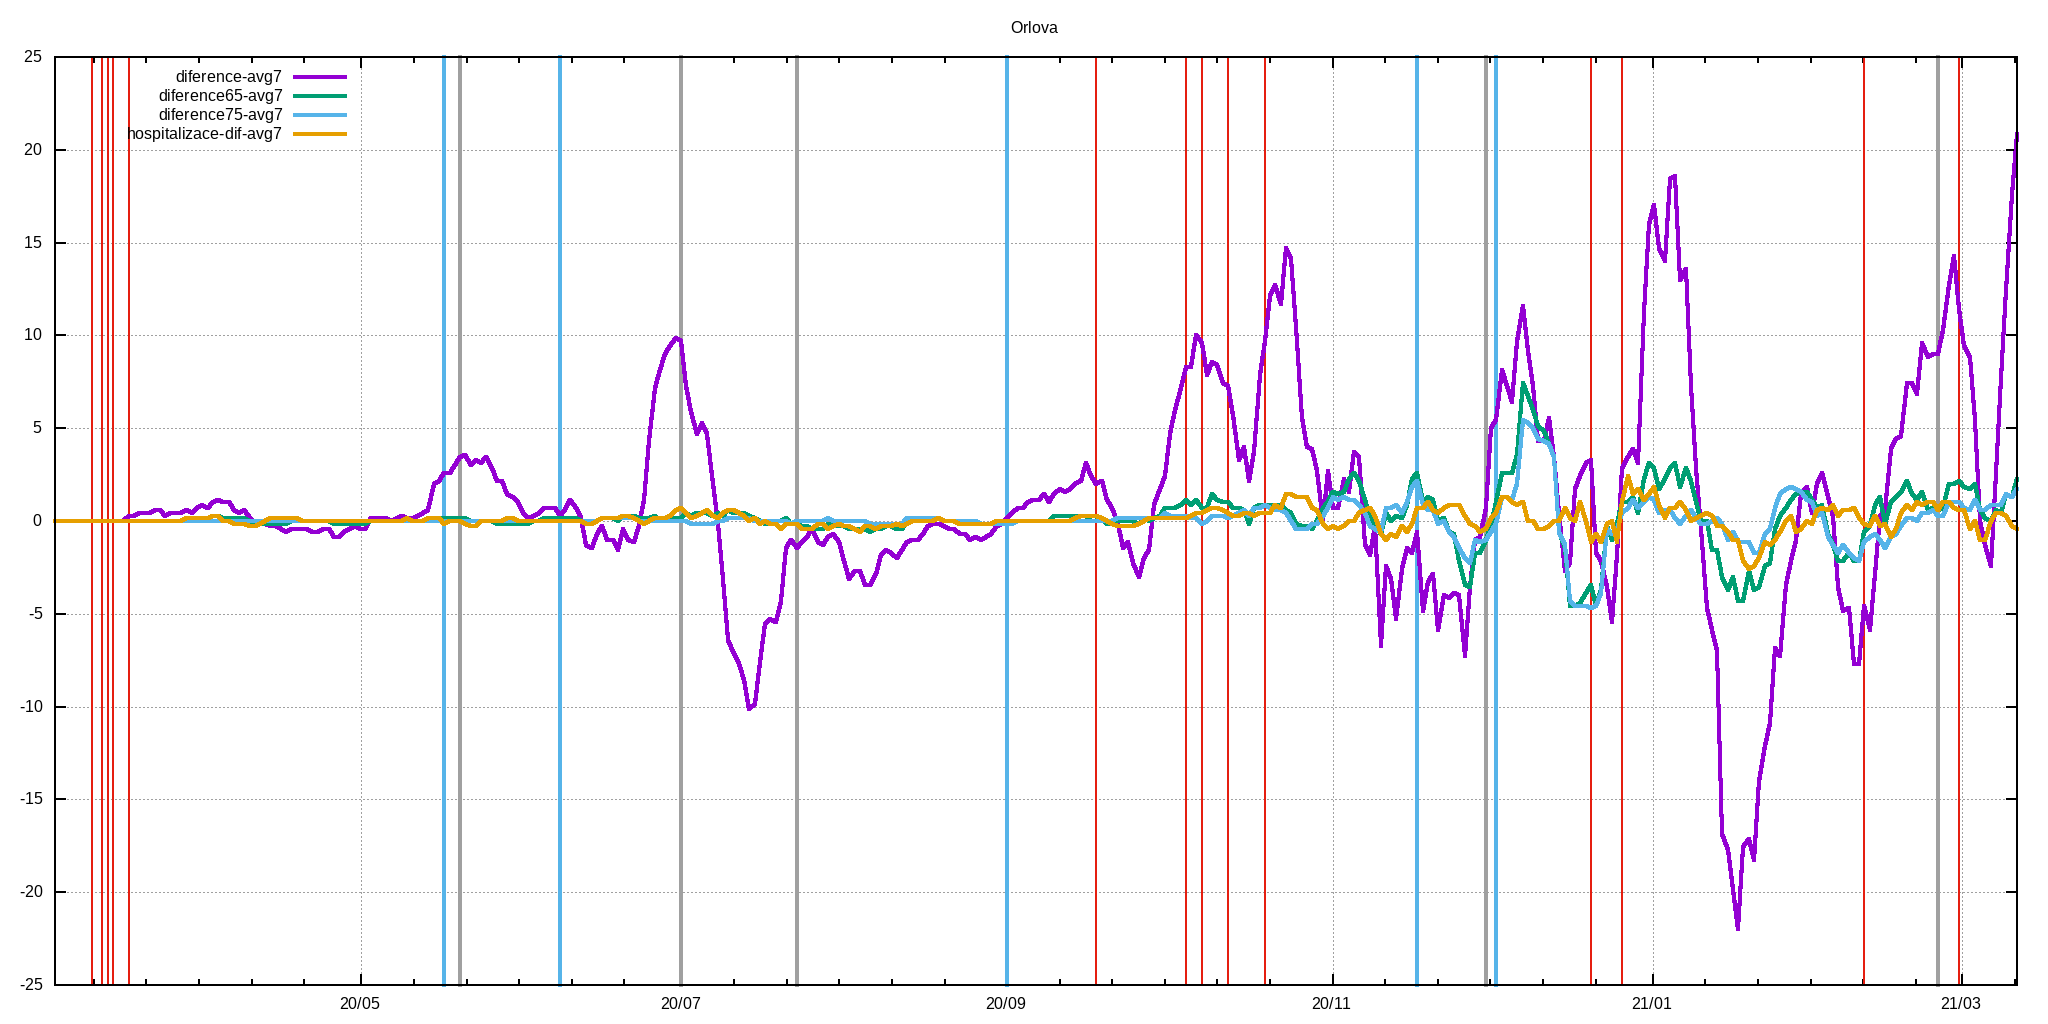 Orlova
diference-avg7
diference65-avg7
diference75-avg7
hospitalizace-dif-avg7
25
20
15
10
5
0
-5
-10
-15
-20
-25
20/05 20/07 20/09 20/11 21/01 21/03